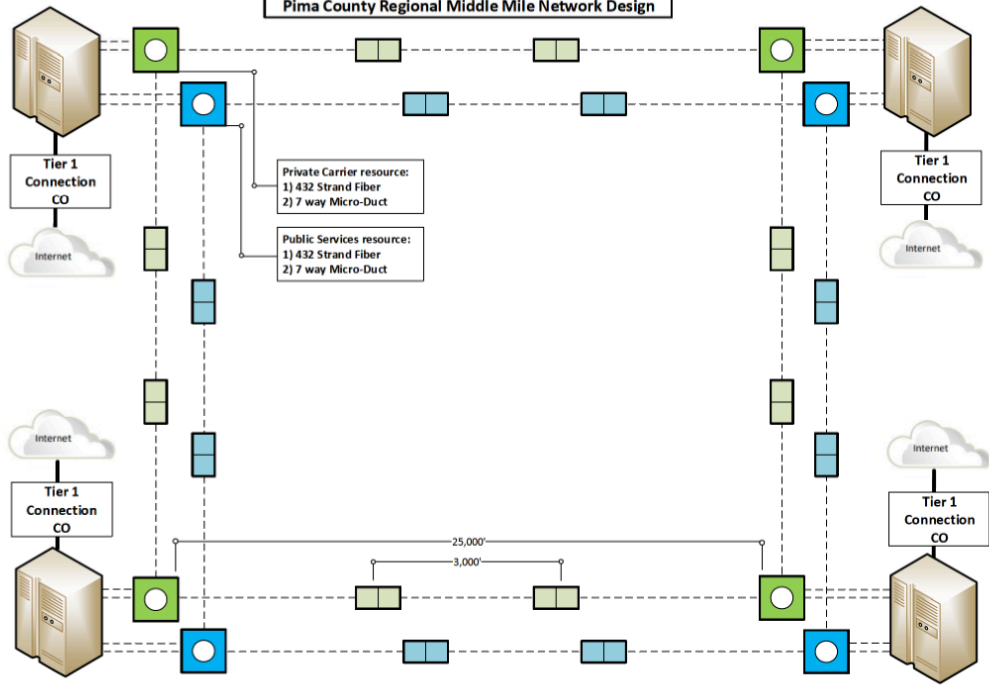 Pima County Regional Middle Mile Network Design
Tier 1
Connection
CO
Internet
Tier 1
Connection
CO
Internet
Private Carrier resource:
1) 432 Strand Fiber
2) 7 way Micro-Duct
Public Services resource:
1) 432 Strand Fiber
2) 7 way Micro-Duct
Internet
Tier 1
Connection
CO
Internet
Tier 1
Connection
CO
25,000'
3,000'